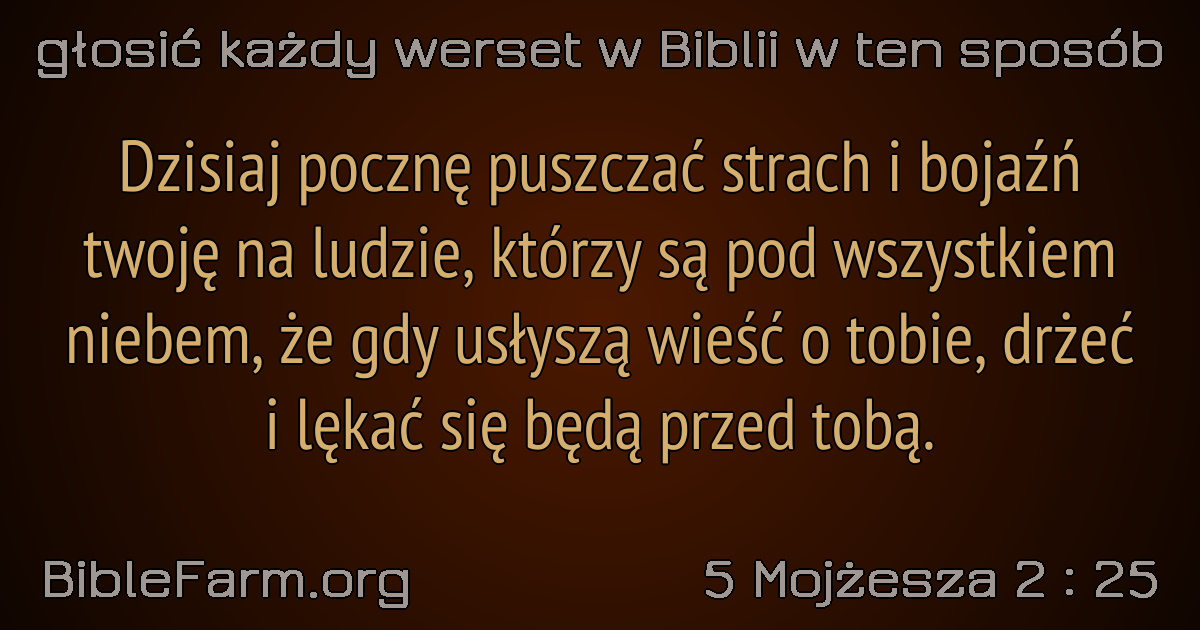 głosić każdy werset w Biblii w ten sposób
Dzisiaj pocznę puszczać strach i bojaźń
twoję na ludzie, którzy są pod wszystkiem
niebem, że gdy usłyszą wieść o tobie, drżeć
i lękać się będą przed tobą.
BibleFarm.org
5 Mojżesza 2 : 25